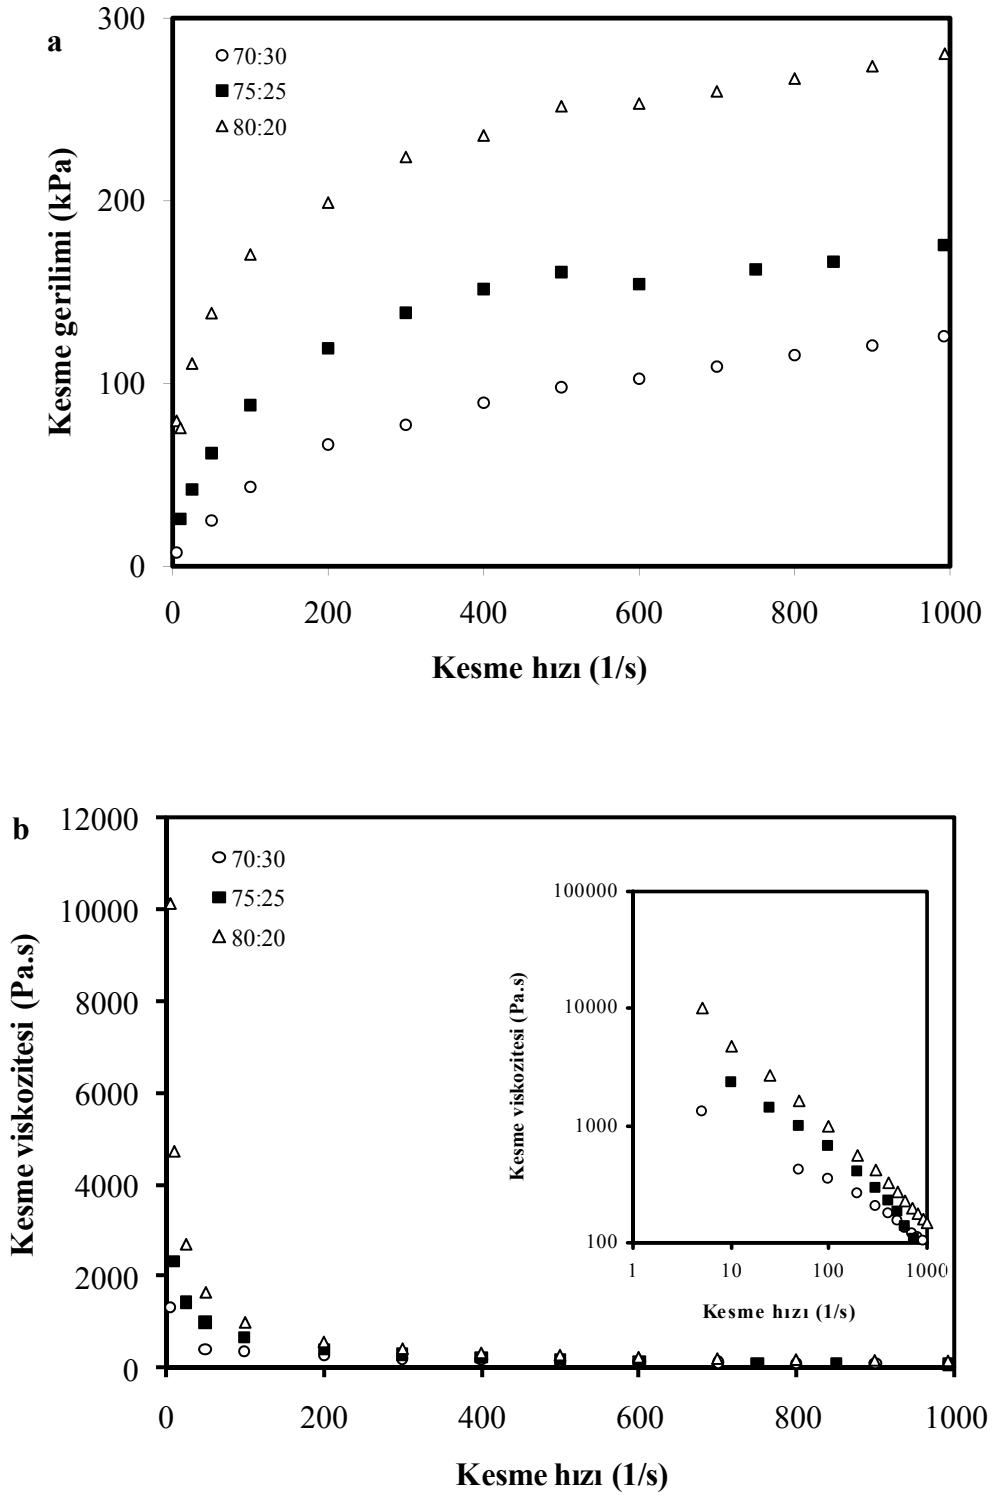 a
300
200
100
0
70:30
75:25
80:20
Kesme gerilimi (kPa)
0 200 400 600 800 1000
Kesme hızı (1/s)
b
12000
10000
8000
6000
4000
2000
0
70:30
75:25
80:20
Kesme viskozitesi (Pa.s)
100000
10000
1000
100
Kesme viskozitesi (Pa.s)
1 10 100 1000
Kesme hızı (1/s)
0 200 400 600 800 1000
Kesme hızı (1/s)